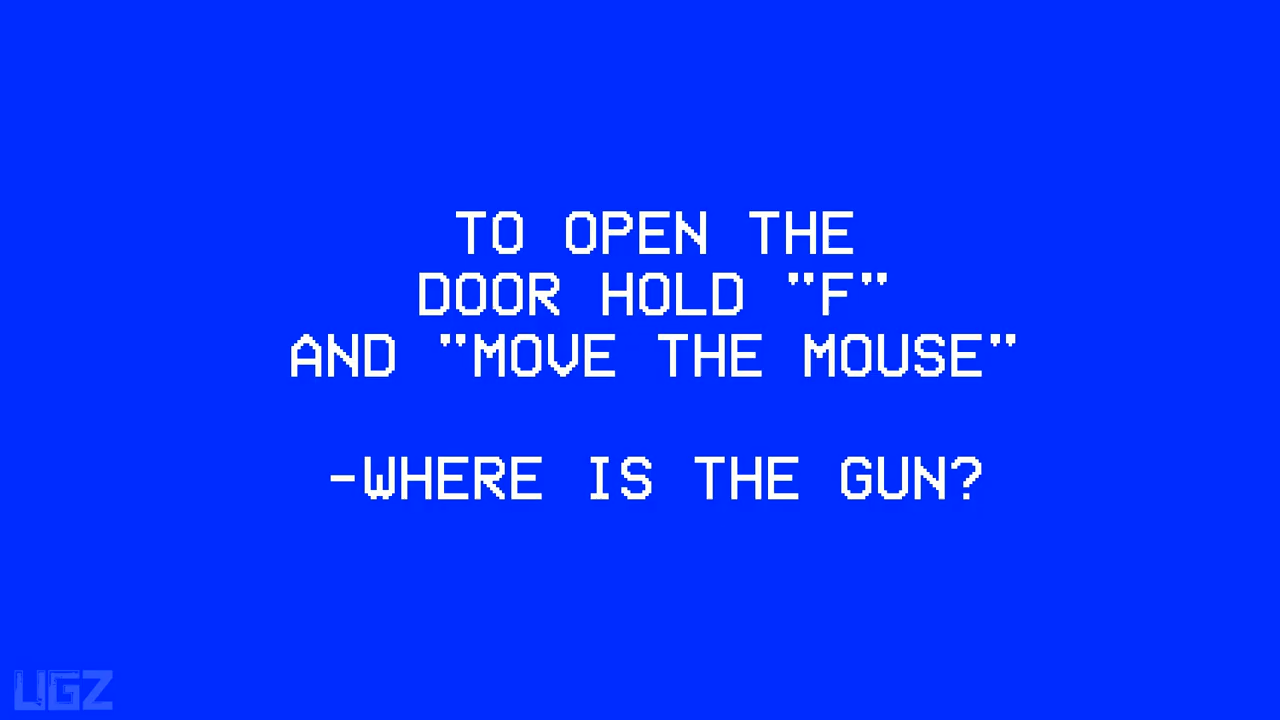 TO OPEN THE
DOOR HOLD "F"
AND "MOVE THE MOUSE"
-WHERE IS THE GUN?
UGZ